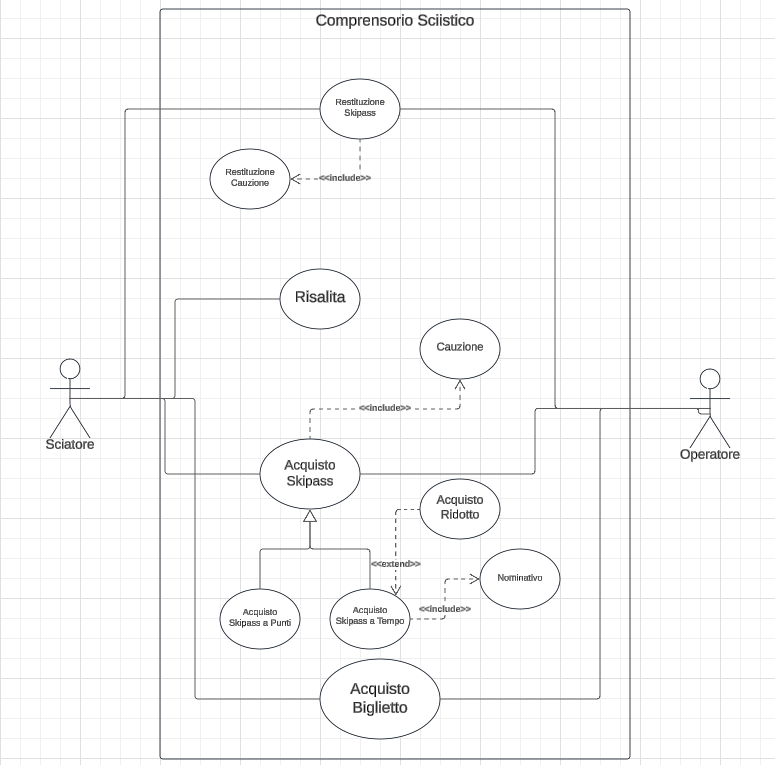 Comprensorio Sciistico
Restituzione
Skipass
Restituzione
Cauzione
<<include>>
Risalita
Cauzione
<<include>>
Sciatore
Operatore
Acquisto
Skipass
Acquisto
Ridotto
<<extend>>
Nominativo
<<include>>
Acquisto
Skipass a Punti
Acquisto
Skipass a Tempo
Acquisto
Biglietto